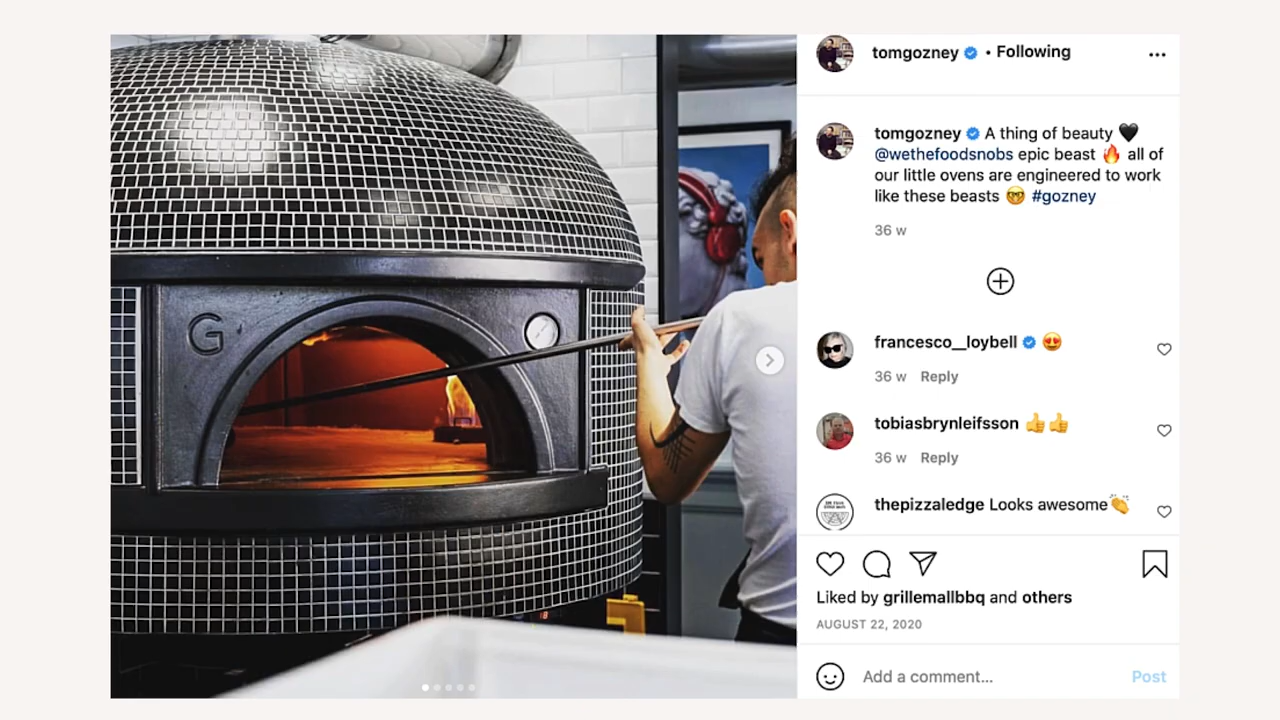 G
tomgozney • Following
tomgozney A thing of beauty 🖤
@wethefoodsnobs epic beast 🔥 all of
our little ovens are engineered to work
like these beasts 🤓 #gozney
36 w
francesco__loybell 😍
36 w Reply
tobiasbrynleifsson 👍👍
36 w Reply
thepizzaledge Looks awesome👏
Liked by grillemallbbq and others
AUGUST 22, 2020
Add a comment... Post